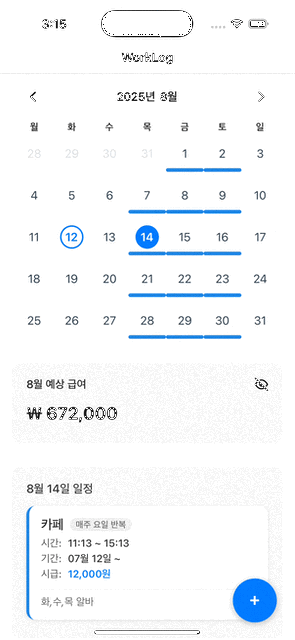 3:15
WorkLog
2025년 8월
월 화 수 목 금 토 일
28 29 30 31 1 2 3
4 5 6 7 8 9 10
11 12 13 14 15 16 17
18 19 20 21 22 23 24
25 26 27 28 29 30 31
8월 예상 급여
₩ 672,000
8월 14일 일정
카페 매주 요일 반복
시간: 11:13 ~ 15:13
기간: 07월 12일 ~
시급: 12,000원
화,수,목 알바
+